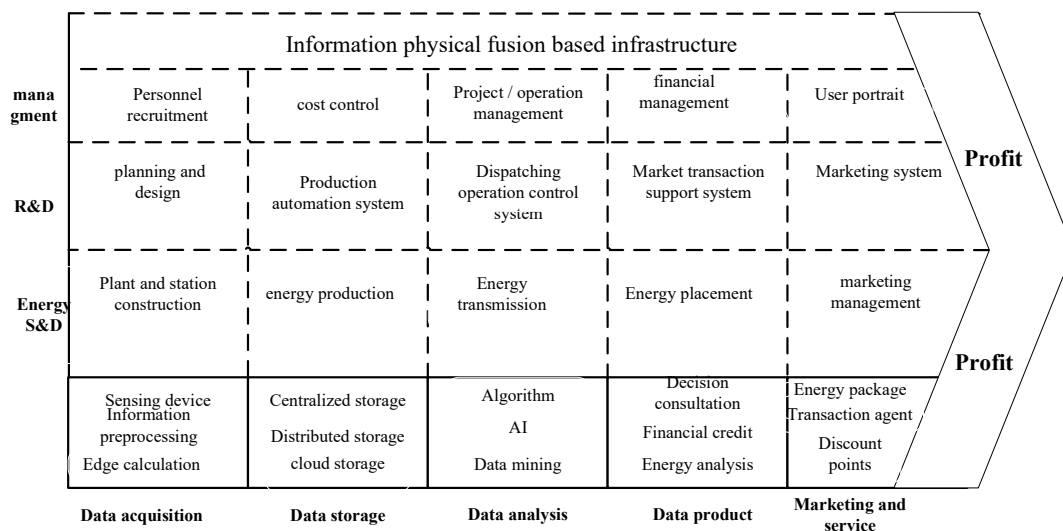 Information physical fusion based infrastructure
mana
gment
Personnel
recruitment
cost control
Project / operation
management
financial
management
User portrait
Profit
R&D
planning and
design
Production
automation system
Dispatching
operation control
system
Market transaction
support system
Marketing system
Energy
S&D
Plant and station
construction
energy production
Energy
transmission
Energy placement
marketing
management
Profit
Sensing device
Information
preprocessing
Edge calculation
Centralized storage
Distributed storage
cloud storage
Algorithm
AI
Data mining
Decision
consultation
Financial credit
Energy analysis
Energy package
Transaction agent
Discount
points
Data acquisition
Data storage
Data analysis
Data product
Marketing and
service